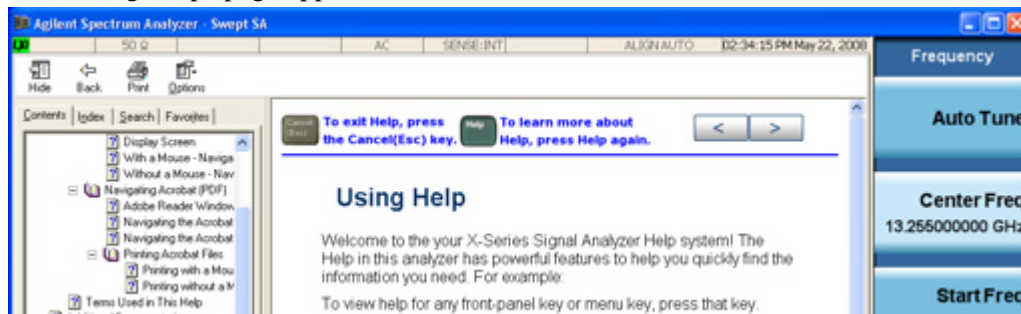 Agilent Spectrum Analyzer - Swept SA
50 Ω AC SENSE:INT ALIGN AUTO 02:34:15 PM May 22, 2008
Hide Back Print Options
Contents Index Search Favorites
Display Screen
With a Mouse - Naviga
Without a Mouse - Nav
Navigating Acrobat (PDF)
Adobe Reader Window
Navigating the Acrobat
Navigating the Acrobat
Printing Acrobat Files
Printing with a Mou
Printing without a M
Terms Used in This Help
Cancel (Esc) To exit Help, press the Cancel(Esc) key.
Help To learn more about Help, press Help again.
< >
Using Help
Welcome to the your X-Series Signal Analyzer Help system! The
Help in this analyzer has powerful features to help you quickly find the
information you need. For example:
To view help for any front-panel key or menu key, press that key.
Frequency
Auto Tune
Center Freq
13.255000000 GHz
Start Freq